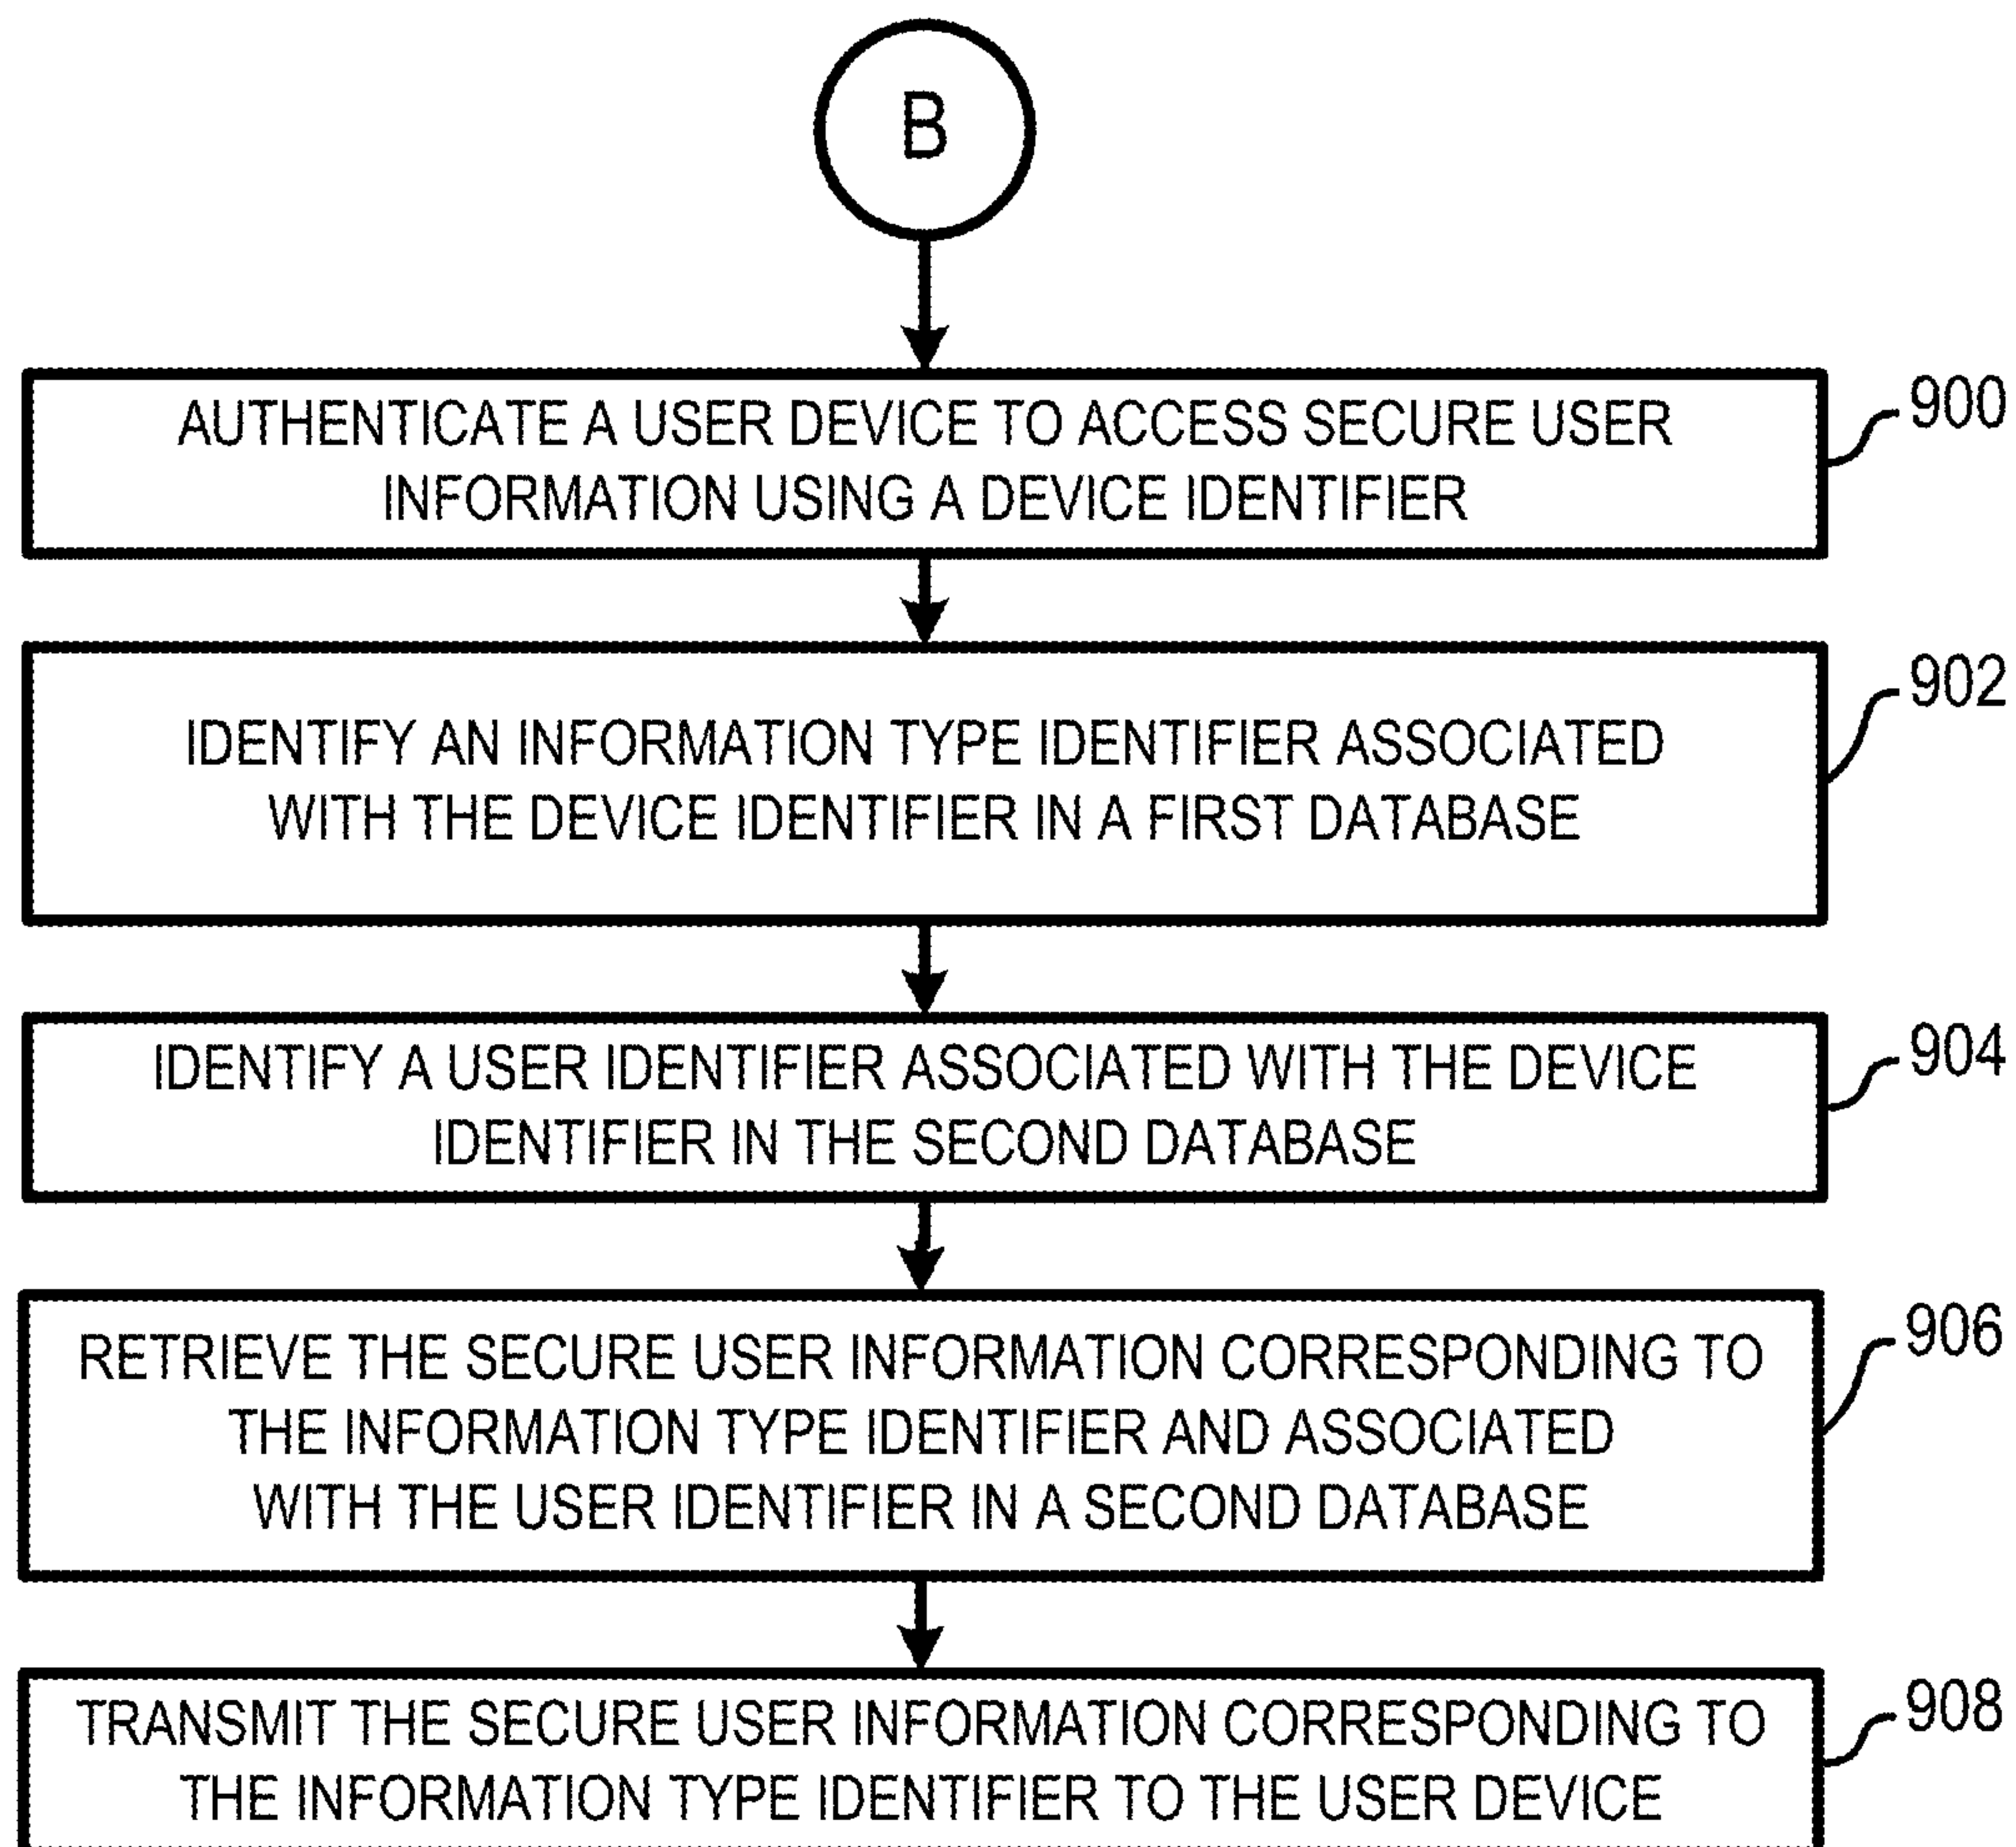 B
AUTHENTICATE A USER DEVICE TO ACCESS SECURE USER
INFORMATION USING A DEVICE IDENTIFIER
900
IDENTIFY AN INFORMATION TYPE IDENTIFIER ASSOCIATED
WITH THE DEVICE IDENTIFIER IN A FIRST DATABASE
902
IDENTIFY A USER IDENTIFIER ASSOCIATED WITH THE DEVICE
IDENTIFIER IN THE SECOND DATABASE
904
RETRIEVE THE SECURE USER INFORMATION CORRESPONDING TO
THE INFORMATION TYPE IDENTIFIER AND ASSOCIATED
WITH THE USER IDENTIFIER IN A SECOND DATABASE
906
TRANSMIT THE SECURE USER INFORMATION CORRESPONDING TO
THE INFORMATION TYPE IDENTIFIER TO THE USER DEVICE
908